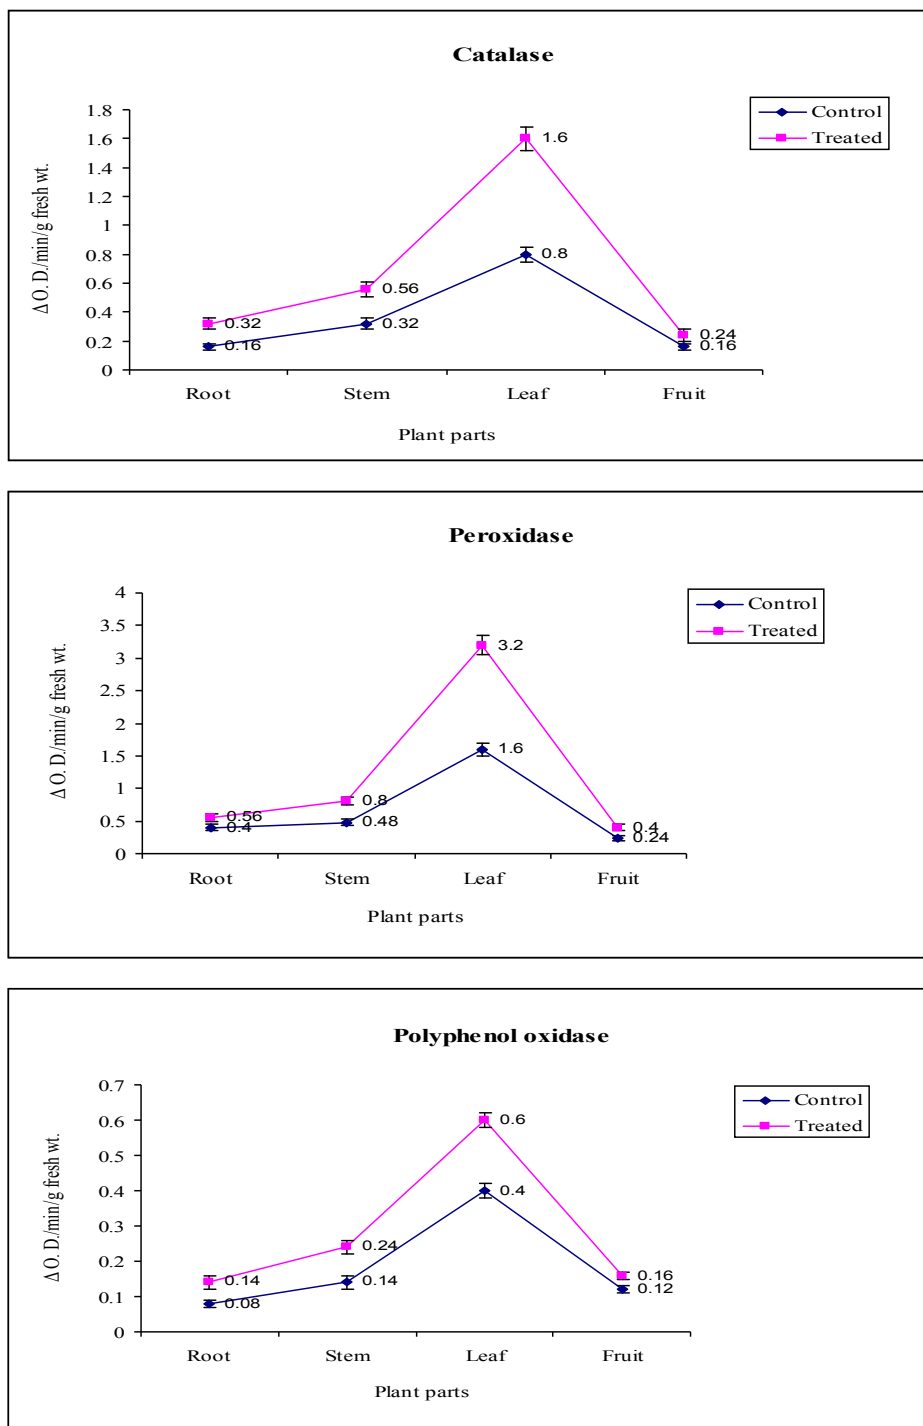 Catalase
Δ O. D./min/g fresh wt.
1.8
1.6
1.4
1.2
1
0.8
0.6
0.4
0.2
0
0.32
0.56
1.6
0.24
0.16
0.32
0.8
0.16
Root Stem Leaf Fruit
Plant parts
Control
Treated
Peroxidase
Δ O. D./min/g fresh wt.
4
3.5
3
2.5
2
1.5
1
0.5
0
0.56
0.8
3.2
0.4
0.4
0.48
1.6
0.24
Root Stem Leaf Fruit
Plant parts
Control
Treated
Polyphenol oxidase
Δ O. D./min/g fresh wt.
0.7
0.6
0.5
0.4
0.3
0.2
0.1
0
0.14
0.24
0.6
0.16
0.08
0.14
0.4
0.12
Root Stem Leaf Fruit
Plant parts
Control
Treated